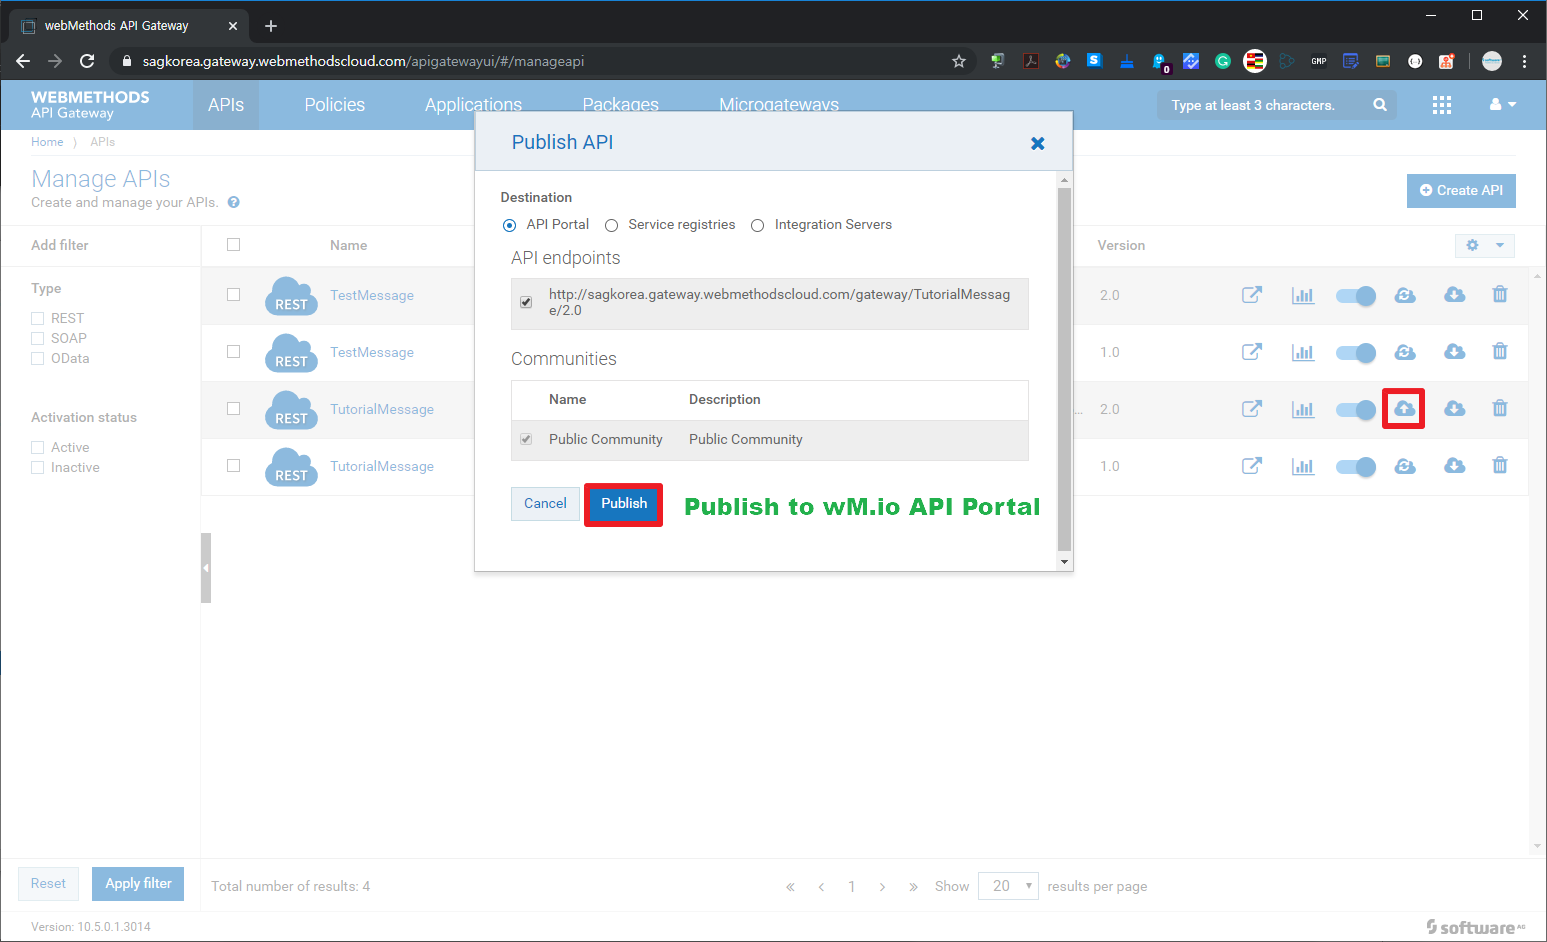 webMethods API Gateway
sagkorea.gateway.webmethodscloud.com/apigatewayui/#/manageapi
S
0
G
GMP
WEBMETHODS
API Gateway
APIs
Policies
Applications
Packages
Microgateways
Type at least 3 characters.
Home
APIs
Manage APIs
Create and manage your APIs.
?
Create API
Publish API
Destination
API Portal
Service registries
Integration Servers
API endpoints
http://sagkorea.gateway.webmethodscloud.com/gateway/TutorialMessag
e/2.0
Communities
Name Description
Public Community Public Community
Cancel
Publish
Publish to wM.io API Portal
Add filter
Type
REST
SOAP
OData
Activation status
Active
Inactive
Name Version
REST TestMessage 2.0
REST TestMessage 1.0
REST TutorialMessage ... 2.0
REST TutorialMessage 1.0
Reset
Apply filter
Total number of results: 4
« ‹ 1 › »
Show 20 results per page
Version: 10.5.0.1.3014
software AG